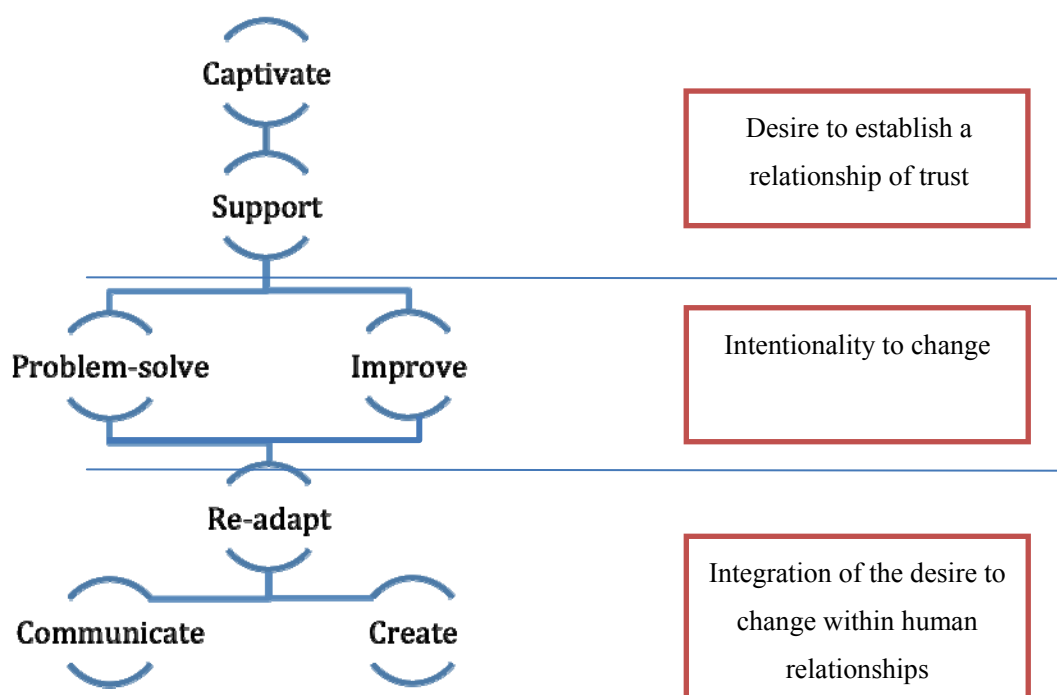 Captivate
Desire to establish a
relationship of trust
Support
Problem-solve
Improve
Intentionality to change
Re-adapt
Communicate
Create
Integration of the desire to
change within human
relationships